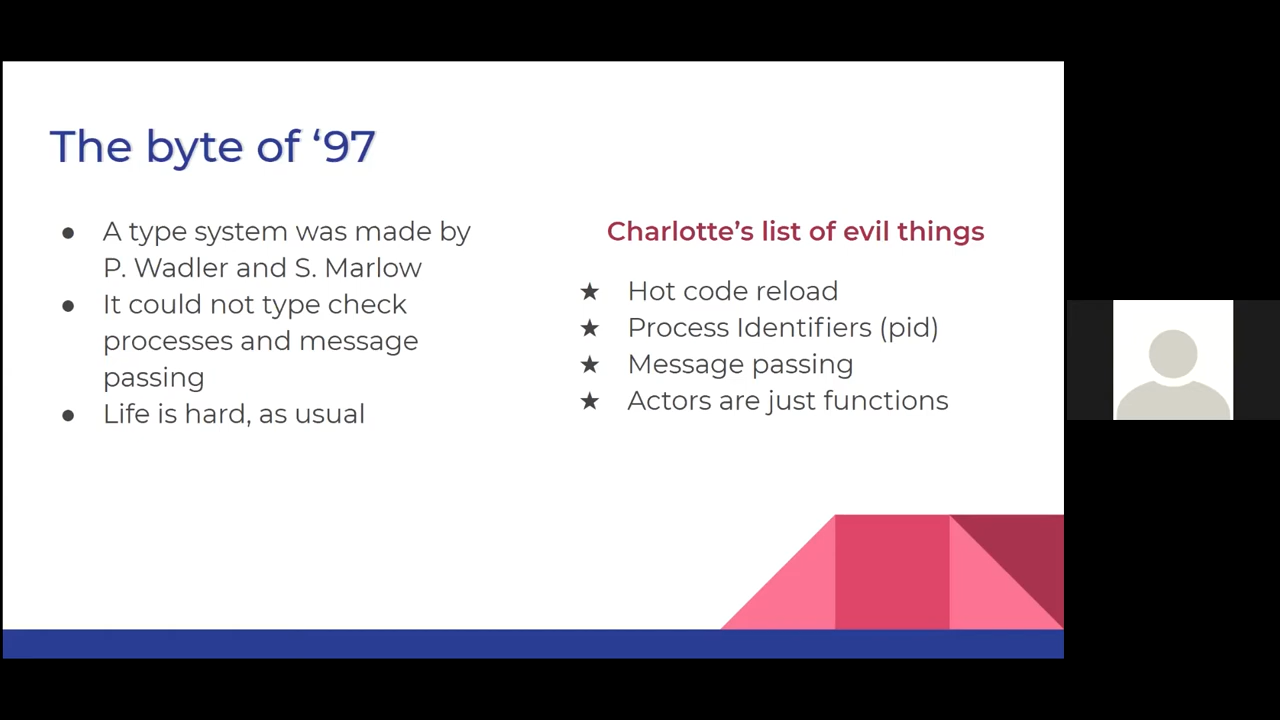 The byte of ‘97
● A type system was made by
P. Wadler and S. Marlow
● It could not type check
processes and message
passing
● Life is hard, as usual
Charlotte’s list of evil things
★ Hot code reload
★ Process Identifiers (pid)
★ Message passing
★ Actors are just functions